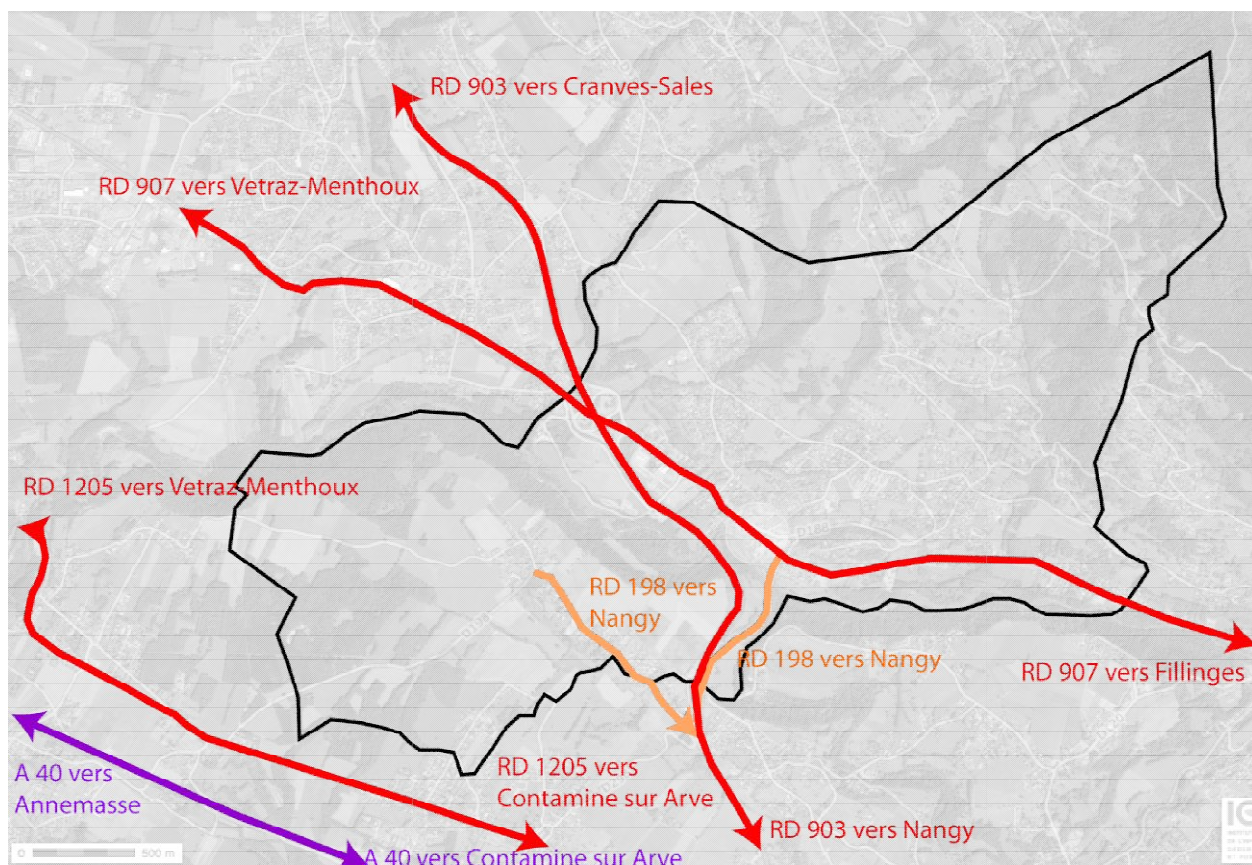 RD 903 vers Cranves-Sales
RD 907 vers Vetraz-Menthoux
RD 1205 vers Vetraz-Menthoux
RD 198 vers
Nangy
RD 198 vers Nangy
RD 907 vers Fillinges
A 40 vers
Annemasse
RD 1205 vers
Contamine sur Arve
RD 903 vers Nangy
A 40 vers Contamine sur Arve
0 500 m